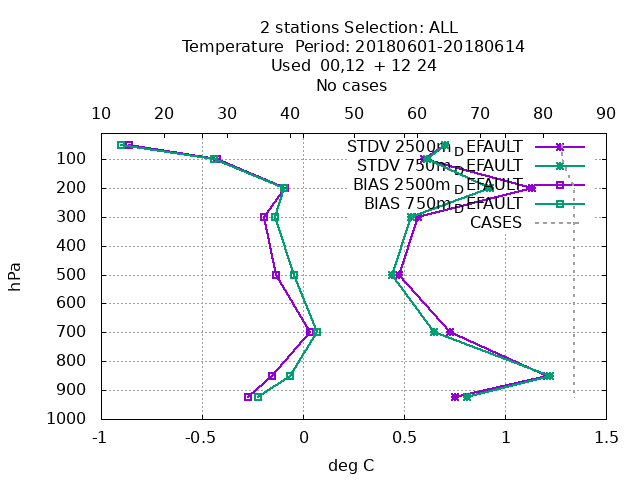 2 stations Selection: ALL
Temperature  Period: 20180601-20180614
Used  00,12  + 12 24
No cases
10 20 30 40 50 60 70 80 90
STDV 2500m_DEFAULT
STDV 750m_DEFAULT
BIAS 2500m_DEFAULT
BIAS 750m_DEFAULT
CASES
100
200
300
400
500
600
700
800
900
1000
hPa
-1 -0.5 0 0.5 1 1.5
deg C